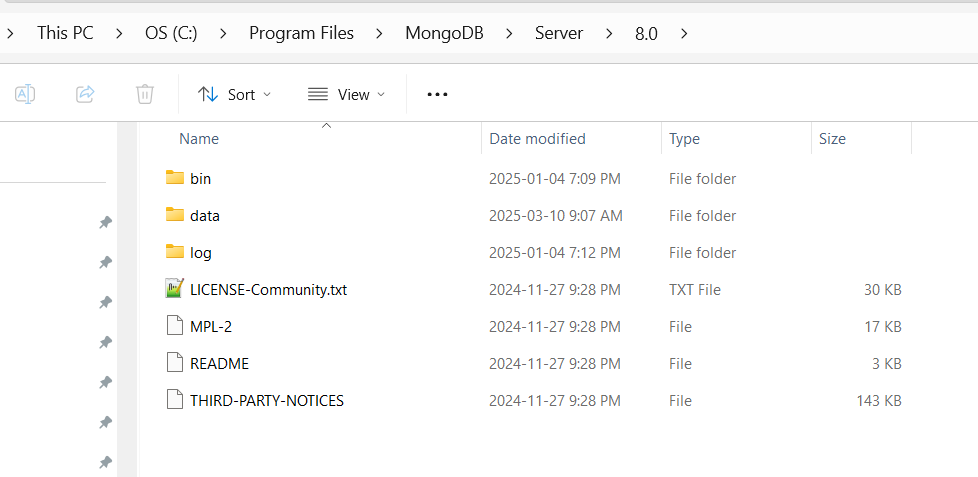 This PC > OS (C:) > Program Files > MongoDB > Server > 8.0 >
Sort View •••
Name Date modified Type Size
bin 2025-01-04 7:09 PM File folder
data 2025-03-10 9:07 AM File folder
log 2025-01-04 7:12 PM File folder
LICENSE-Community.txt 2024-11-27 9:28 PM TXT File 30 KB
MPL-2 2024-11-27 9:28 PM File 17 KB
README 2024-11-27 9:28 PM File 3 KB
THIRD-PARTY-NOTICES 2024-11-27 9:28 PM File 143 KB